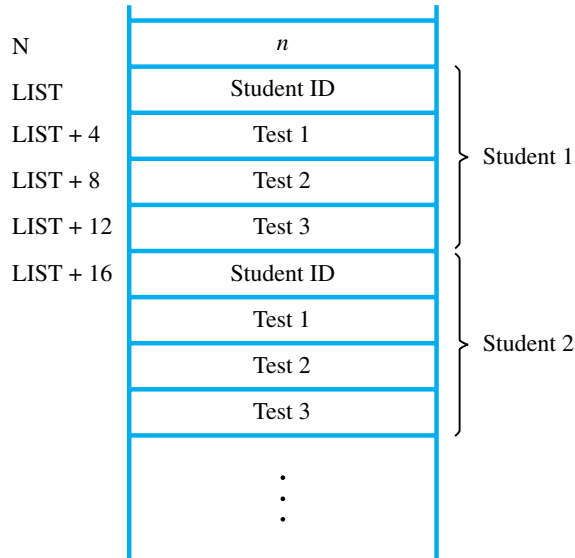 N n
LIST Student ID
LIST + 4 Test 1
LIST + 8 Test 2
Student 1
LIST + 12 Test 3
LIST + 16 Student ID
Test 1
Test 2
Student 2
Test 3